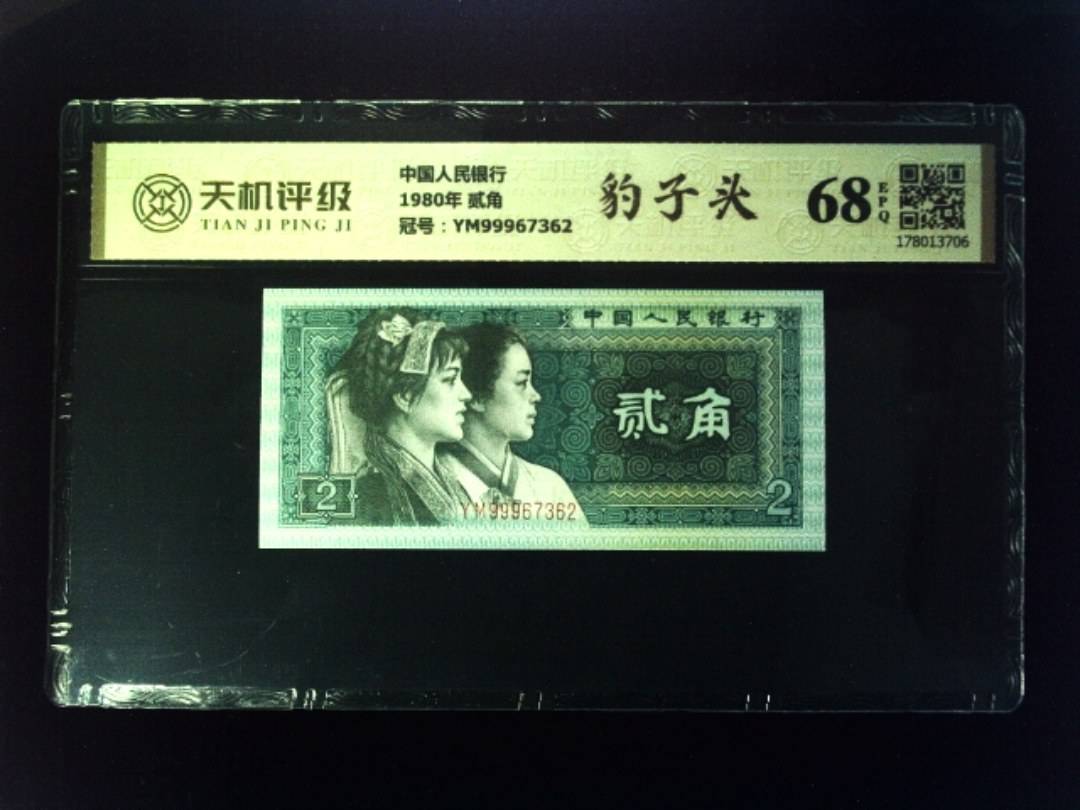 天机评级
TIAN JI PING JI
中国人民银行
1980年 贰角
冠号：YM99967362
豹子头
68
EPQ
178013706
中国人民银行
贰角
2
YM99967362
2